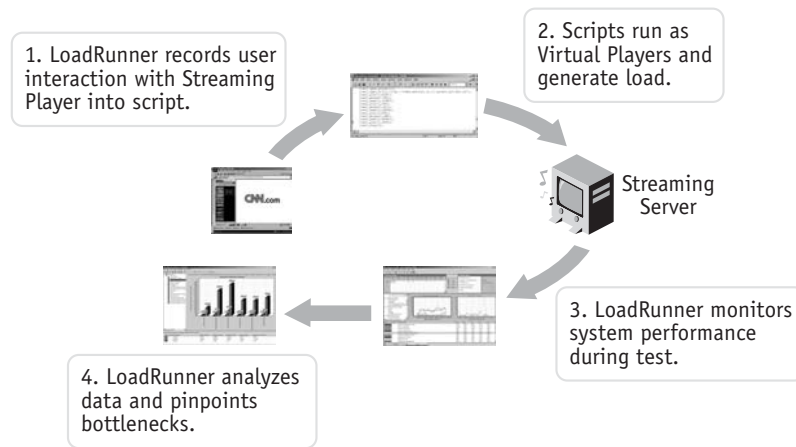 1. LoadRunner records user
interaction with Streaming
Player into script.
2. Scripts run as
Virtual Players and
generate load.
CNN.com
Streaming
Server
3. LoadRunner monitors
system performance
during test.
4. LoadRunner analyzes
data and pinpoints
bottlenecks.